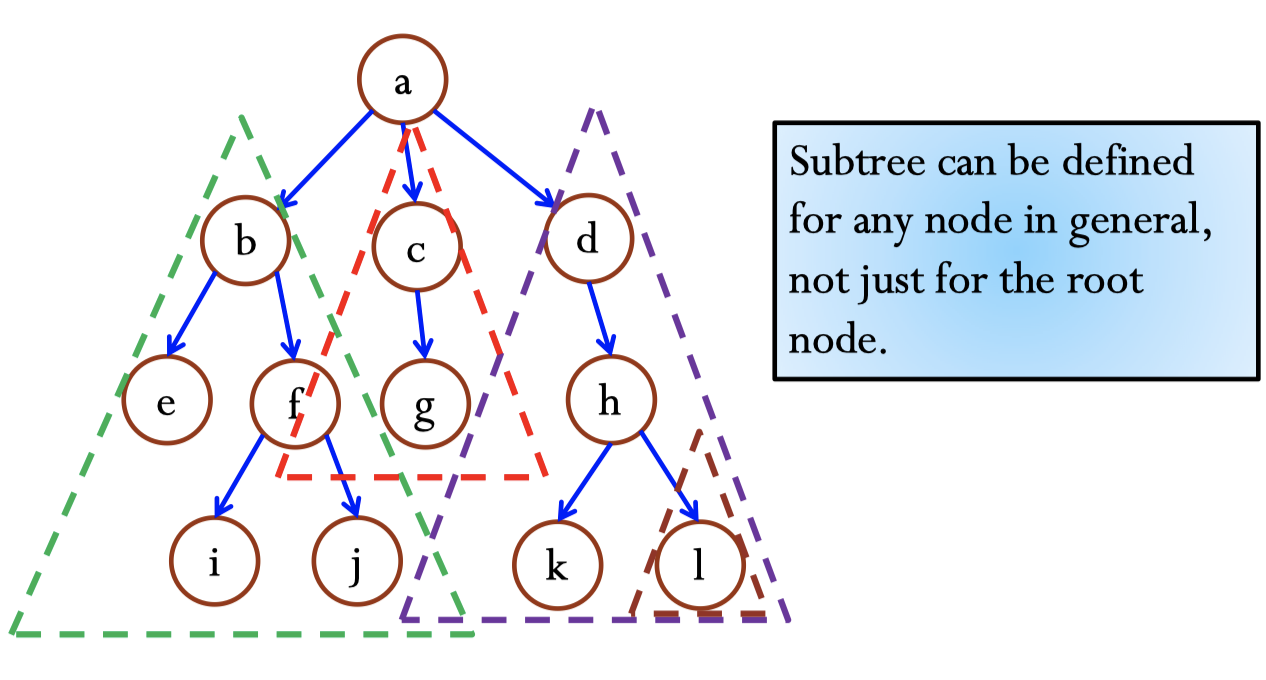 a
b
c
d
e
f
g
h
i
j
k
l
Subtree can be defined
for any node in general,
not just for the root
node.